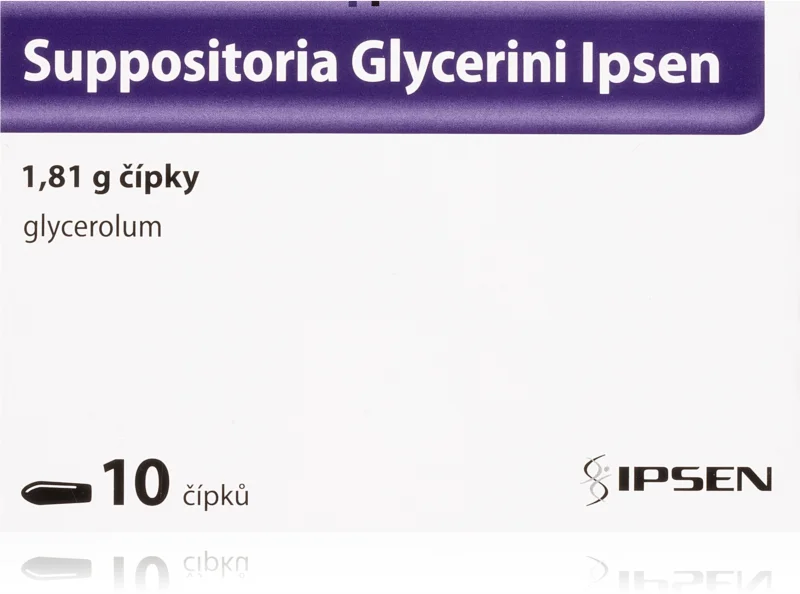 Suppositoria Glycerini Ipsen
1,81 g čípky
glycerolum
10 čípků
IPSEN